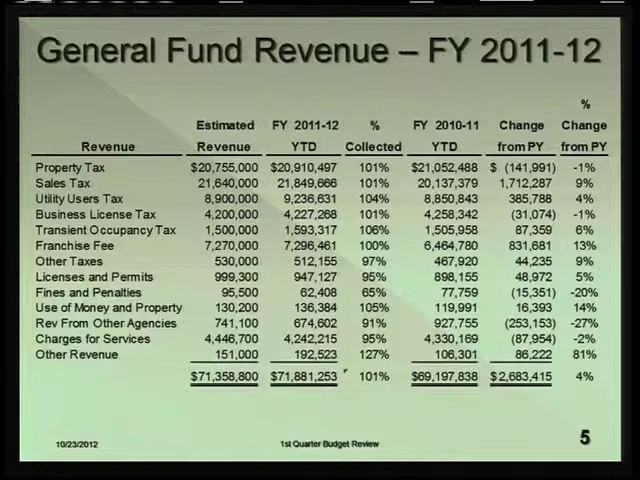 General Fund Revenue – FY 2011-12
%
Estimated FY 2011-12 % FY 2010-11 Change Change
Revenue Revenue YTD Collected YTD from PY from PY
Property Tax $20,755,000 $20,910,497 101% $21,052,488 $ (141,991) -1%
Sales Tax 21,640,000 21,849,666 101% 20,137,379 1,712,287 9%
Utility Users Tax 8,900,000 9,236,631 104% 8,850,843 385,788 4%
Business License Tax 4,200,000 4,227,268 101% 4,258,342 (31,074) -1%
Transient Occupancy Tax 1,500,000 1,593,317 106% 1,505,958 87,359 6%
Franchise Fee 7,270,000 7,296,461 100% 6,464,780 831,681 13%
Other Taxes 530,000 512,155 97% 467,920 44,235 9%
Licenses and Permits 999,300 947,127 95% 898,155 48,972 5%
Fines and Penalties 95,500 62,408 65% 77,759 (15,351) -20%
Use of Money and Property 130,200 136,384 105% 119,991 16,393 14%
Rev From Other Agencies 741,100 674,602 91% 927,755 (253,153) -27%
Charges for Services 4,446,700 4,242,215 95% 4,330,169 (87,954) -2%
Other Revenue 151,000 192,523 127% 106,301 86,222 81%
$71,358,800 $71,881,253 101% $69,197,838 $2,683,415 4%
10/23/2012 1st Quarter Budget Review 5